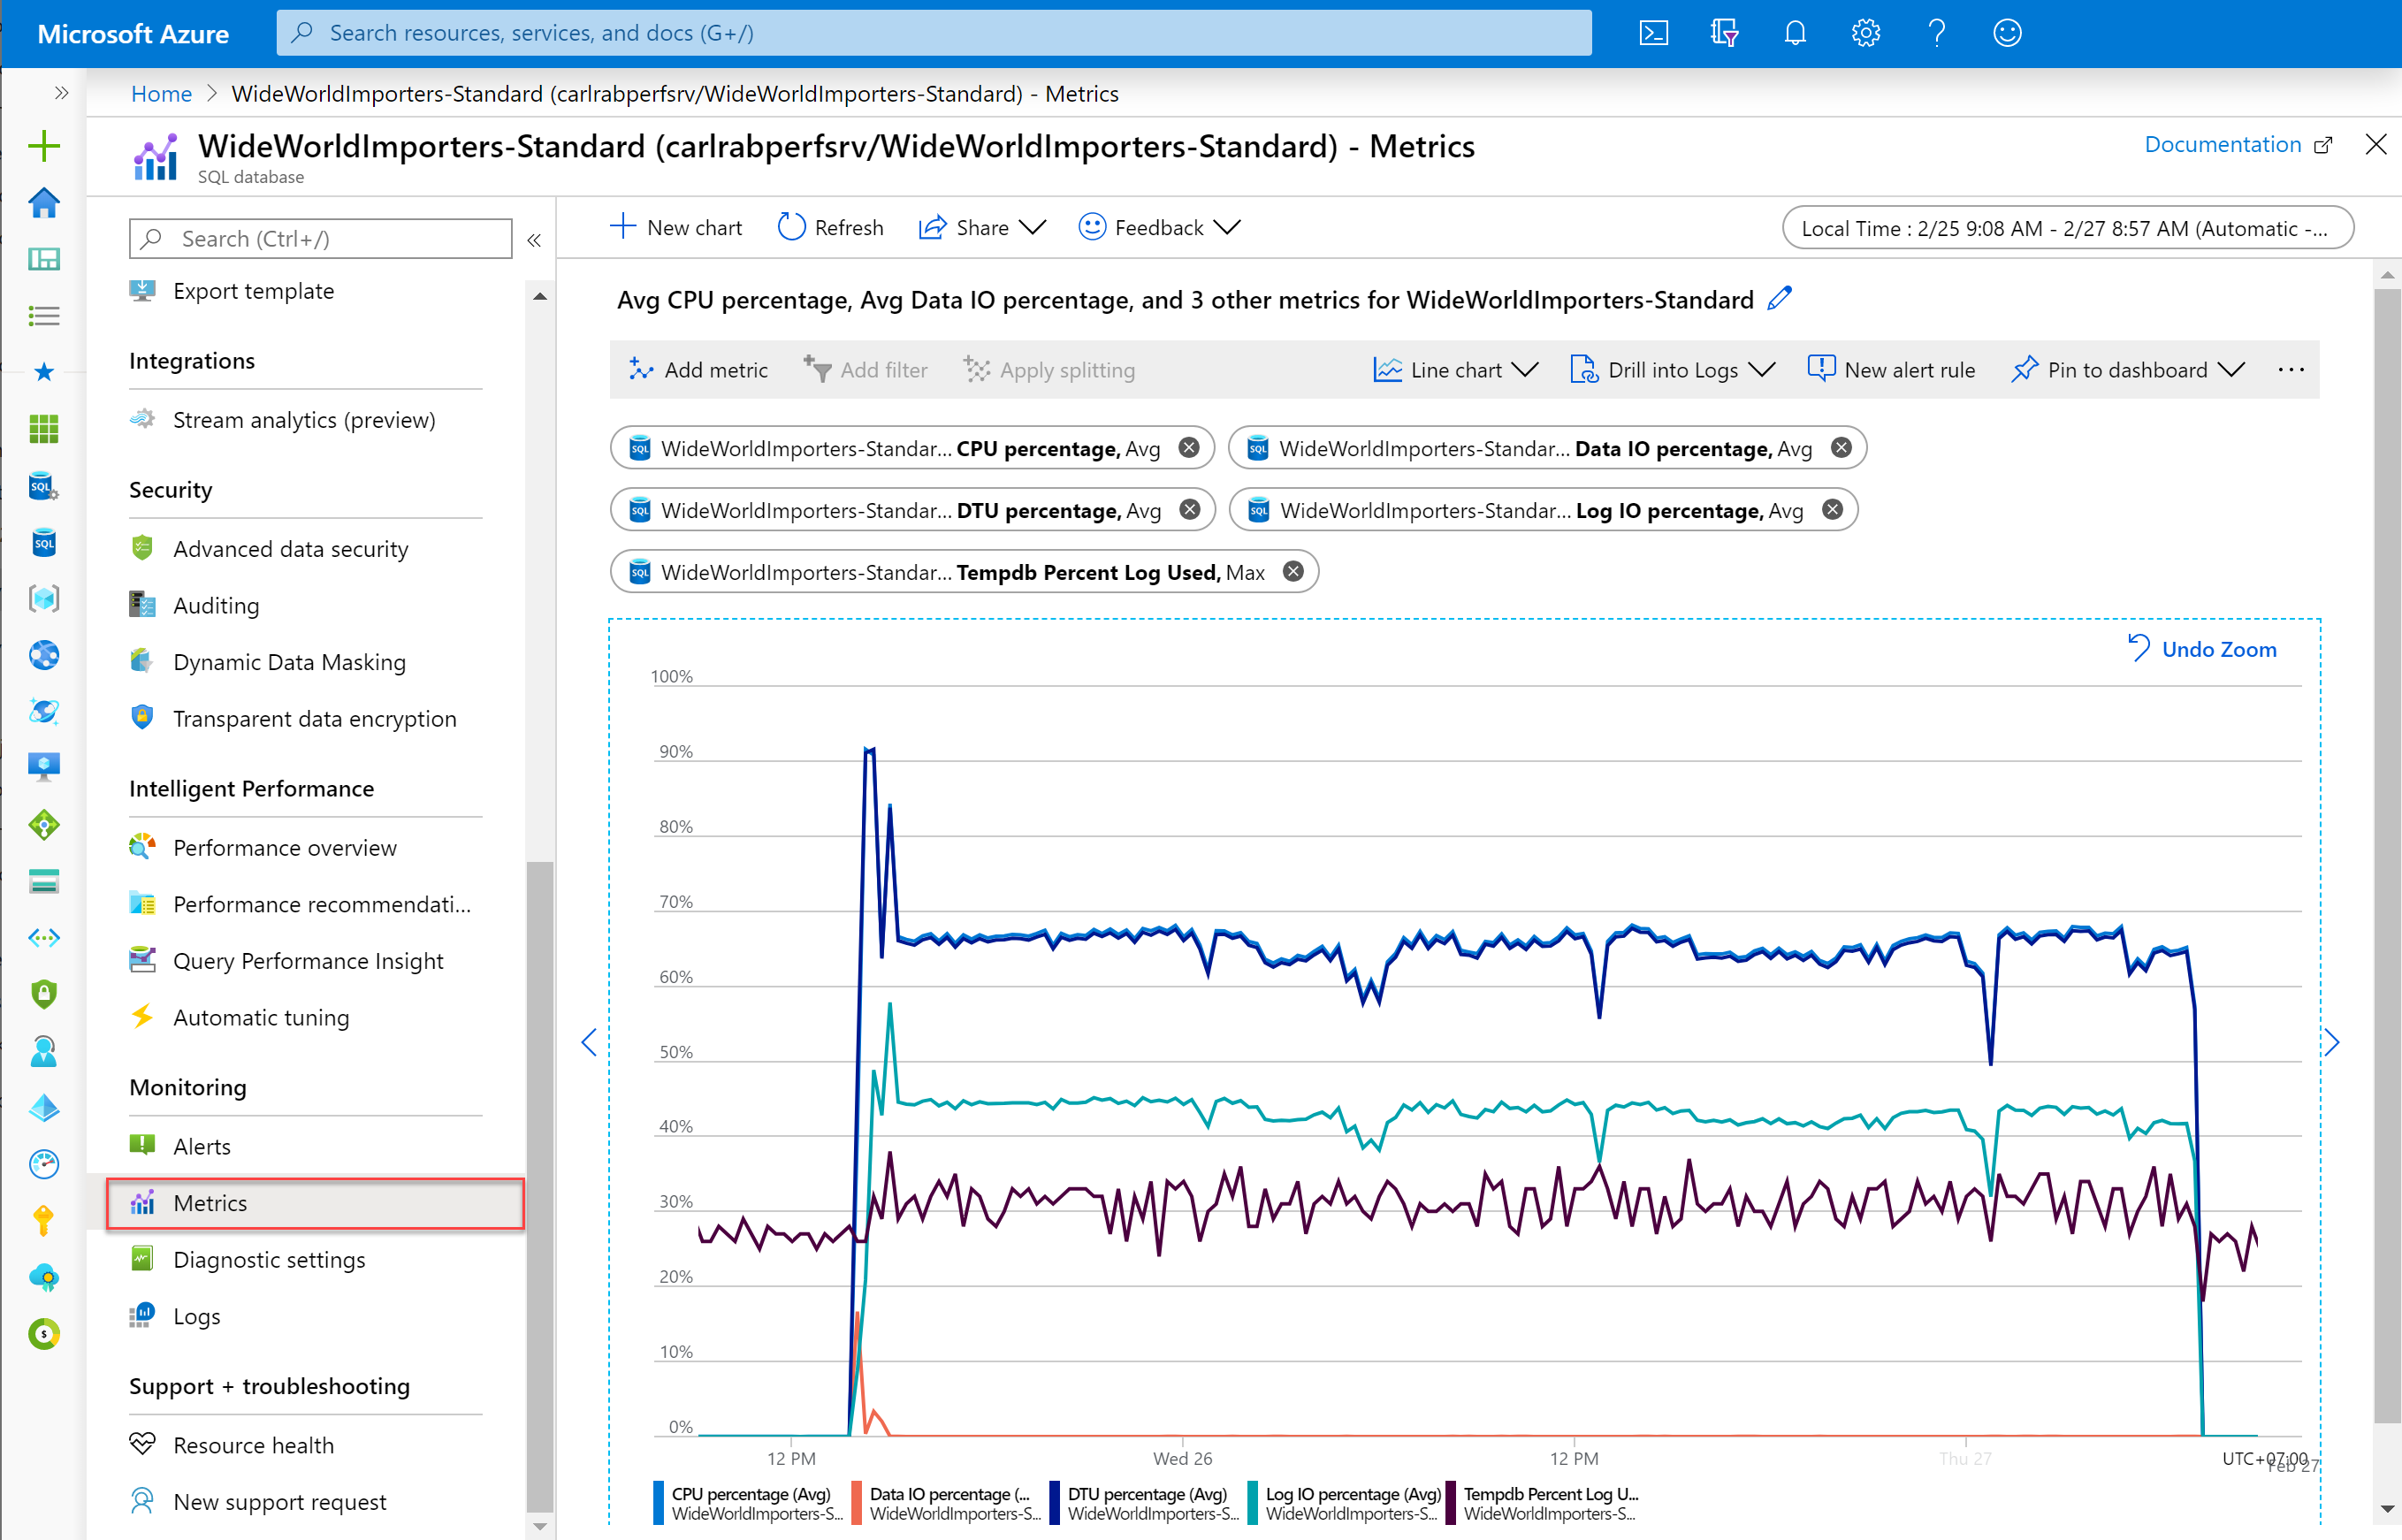 Microsoft Azure
Search resources, services, and docs (G+/)
Home > WideWorldImporters-Standard (carlrabperfsrv/WideWorldImporters-Standard) - Metrics
WideWorldImporters-Standard (carlrabperfsrv/WideWorldImporters-Standard) - Metrics
SQL database
Documentation
Search (Ctrl+/)
«
Export template
Integrations
Stream analytics (preview)
Security
Advanced data security
Auditing
Dynamic Data Masking
Transparent data encryption
Intelligent Performance
Performance overview
Performance recommendati...
Query Performance Insight
Automatic tuning
Monitoring
Alerts
Metrics
Diagnostic settings
Logs
Support + troubleshooting
Resource health
New support request
New chart Refresh Share Feedback
Local Time : 2/25 9:08 AM - 2/27 8:57 AM (Automatic -...
Avg CPU percentage, Avg Data IO percentage, and 3 other metrics for WideWorldImporters-Standard
Add metric Add filter Apply splitting Line chart Drill into Logs New alert rule Pin to dashboard ...
SQL WideWorldImporters-Standar... CPU percentage, Avg
SQL WideWorldImporters-Standar... Data IO percentage, Avg
SQL WideWorldImporters-Standar... DTU percentage, Avg
SQL WideWorldImporters-Standar... Log IO percentage, Avg
SQL WideWorldImporters-Standar... Tempdb Percent Log Used, Max
Undo Zoom
100%
90%
80%
70%
60%
50%
40%
30%
20%
10%
0%
12 PM Wed 26 12 PM Thu 27 UTC+07:00
Feb 27
CPU percentage (Avg)
WideWorldImporters-S...
Data IO percentage (...
WideWorldImporters-S...
DTU percentage (Avg)
WideWorldImporters-S...
Log IO percentage (Avg)
WideWorldImporters-S...
Tempdb Percent Log U...
WideWorldImporters-S...